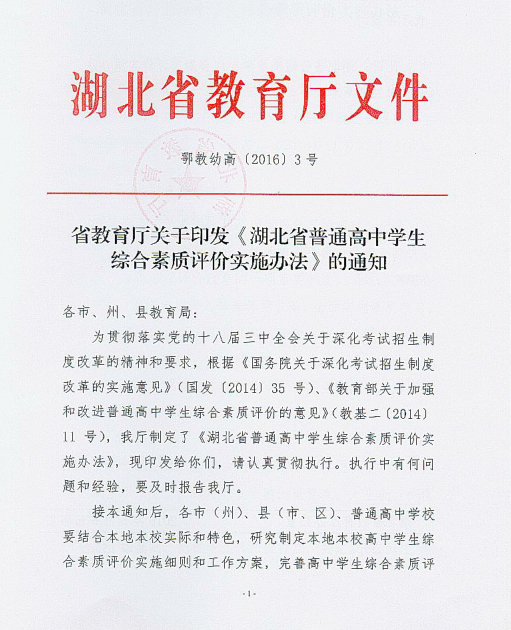 湖北省教育厅文件
鄂教幼高〔2016〕3号
省教育厅关于印发《湖北省普通高中学生
综合素质评价实施办法》的通知
各市、州、县教育局：
为贯彻落实党的十八届三中全会关于深化考试招生制
度改革的精神和要求，根据《国务院关于深化考试招生制度
改革的实施意见》（国发〔2014〕35号）、《教育部关于加强
和改进普通高中学生综合素质评价的意见》（教基二〔2014〕
11号），我厅制定了《湖北省普通高中学生综合素质评价实
施办法》，现印发给你们，请认真贯彻执行。执行中有何问
题和经验，要及时报告我厅。
接本通知后，各市（州）、县（市、区）、普通高中学校
要结合本地本校实际和特色，研究制定本地本校高中学生综
合素质评价实施细则和工作方案，完善高中学生综合素质评
- 1 -